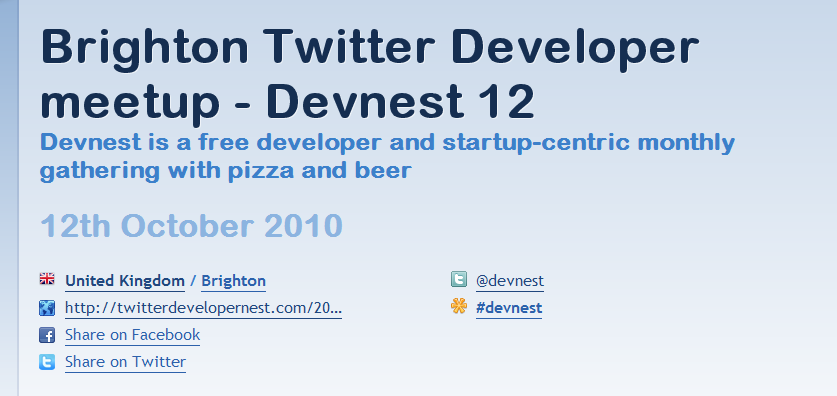 Brighton Twitter Developer
meetup - Devnest 12
Devnest is a free developer and startup-centric monthly
gathering with pizza and beer
12th October 2010
United Kingdom / Brighton
@devnest
http://twitterdevelopernest.com/20...
#devnest
Share on Facebook
Share on Twitter